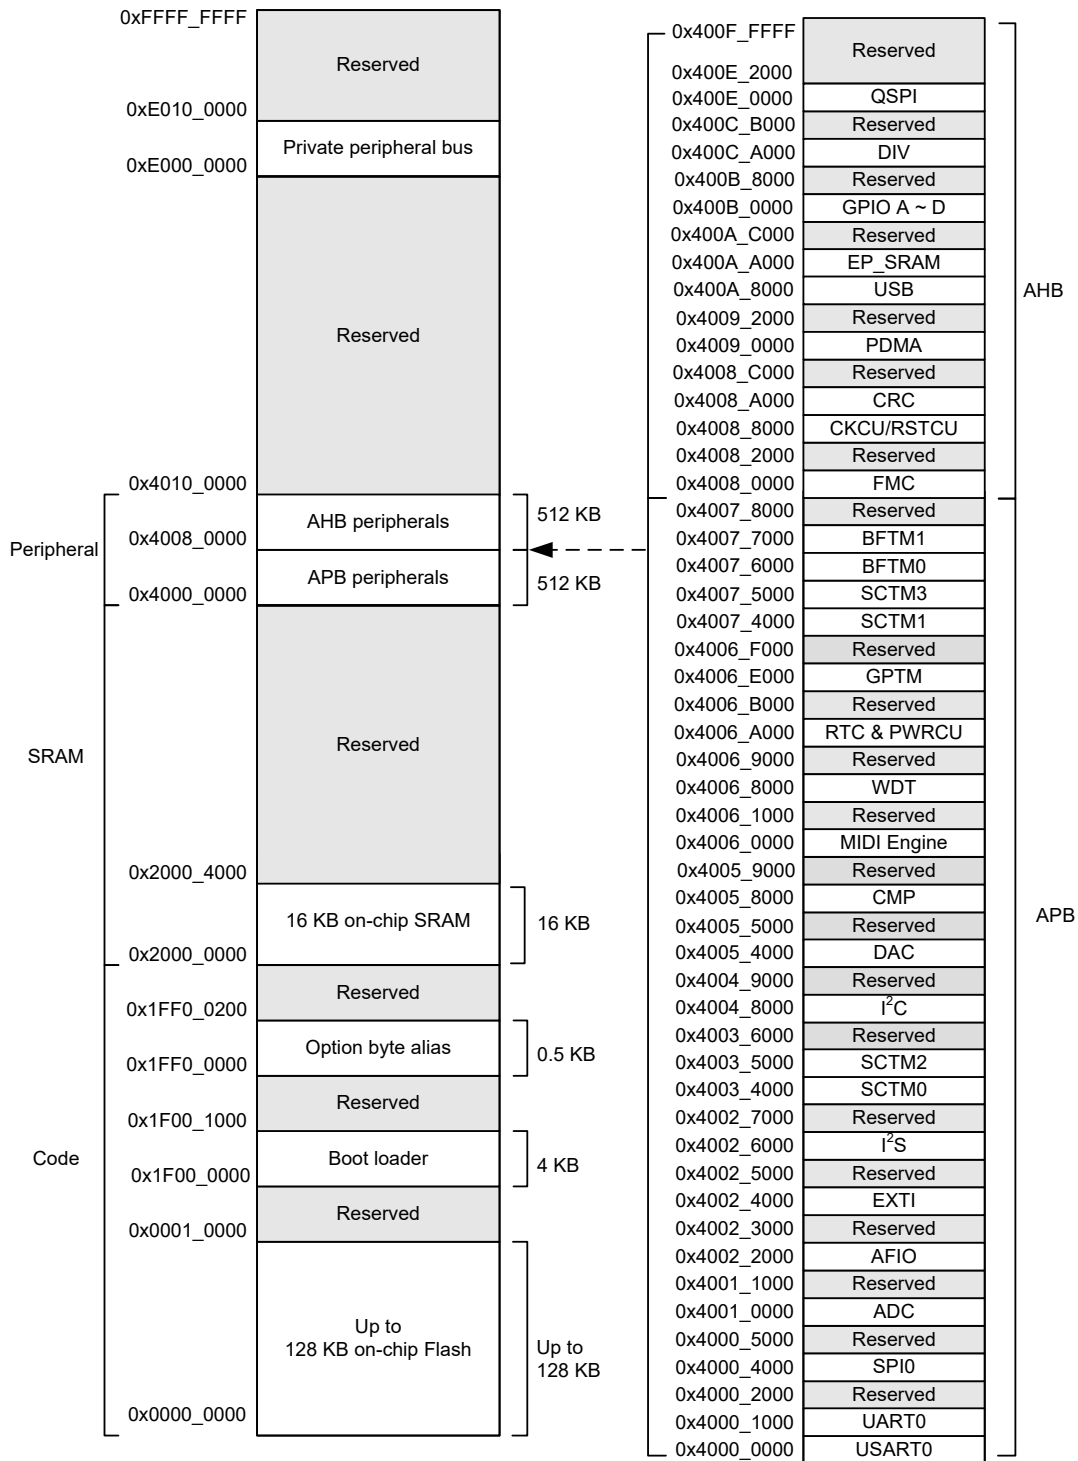 0xFFFF_FFFF
Reserved
0xE010_0000
Private peripheral bus
0xE000_0000
Reserved
0x4010_0000
AHB peripherals
512 KB
Peripheral
0x4008_0000
APB peripherals
512 KB
0x4000_0000
Reserved
SRAM
0x2000_4000
16 KB on-chip SRAM
16 KB
0x2000_0000
Reserved
0x1FF0_0200
Option byte alias
0.5 KB
0x1FF0_0000
Reserved
0x1F00_1000
Code
Boot loader
4 KB
0x1F00_0000
Reserved
0x0001_0000
Up to
128 KB on-chip Flash
Up to
128 KB
0x0000_0000
0x400F_FFFF
Reserved
0x400E_2000
0x400E_0000 QSPI
0x400C_B000 Reserved
0x400C_A000 DIV
0x400B_8000 Reserved
0x400B_0000 GPIO A ~ D
0x400A_C000 Reserved
0x400A_A000 EP_SRAM
0x400A_8000 USB
AHB
0x4009_2000 Reserved
0x4009_0000 PDMA
0x4008_C000 Reserved
0x4008_A000 CRC
0x4008_8000 CKCU/RSTCU
0x4008_2000 Reserved
0x4008_0000 FMC
0x4007_8000 Reserved
0x4007_7000 BFTM1
0x4007_6000 BFTM0
0x4007_5000 SCTM3
0x4007_4000 SCTM1
0x4006_F000 Reserved
0x4006_E000 GPTM
0x4006_B000 Reserved
0x4006_A000 RTC & PWRCU
0x4006_9000 Reserved
0x4006_8000 WDT
0x4006_1000 Reserved
0x4006_0000 MIDI Engine
0x4005_9000 Reserved
0x4005_8000 CMP
APB
0x4005_5000 Reserved
0x4005_4000 DAC
0x4004_9000 Reserved
0x4004_8000 I²C
0x4003_6000 Reserved
0x4003_5000 SCTM2
0x4003_4000 SCTM0
0x4002_7000 Reserved
0x4002_6000 I²S
0x4002_5000 Reserved
0x4002_4000 EXTI
0x4002_3000 Reserved
0x4002_2000 AFIO
0x4001_1000 Reserved
0x4001_0000 ADC
0x4000_5000 Reserved
0x4000_4000 SPI0
0x4000_2000 Reserved
0x4000_1000 UART0
0x4000_0000 USART0